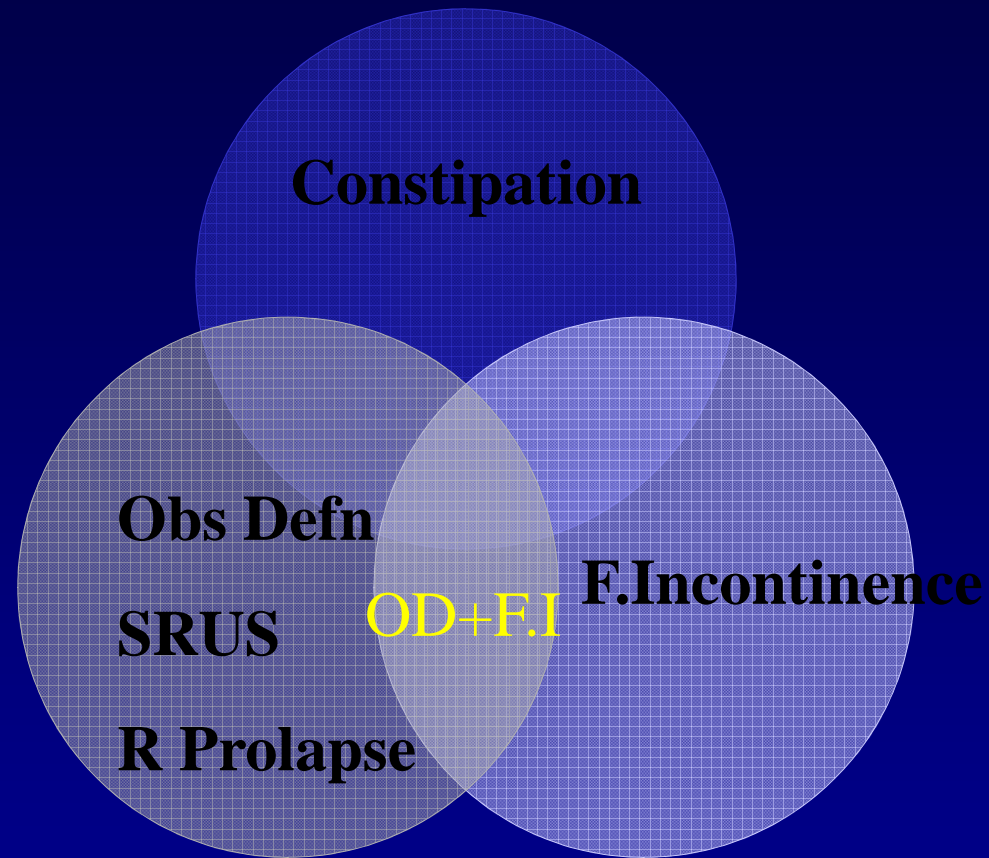 Constipation
Obs Defn
F.Incontinence
SRUS
OD+F.I
R Prolapse